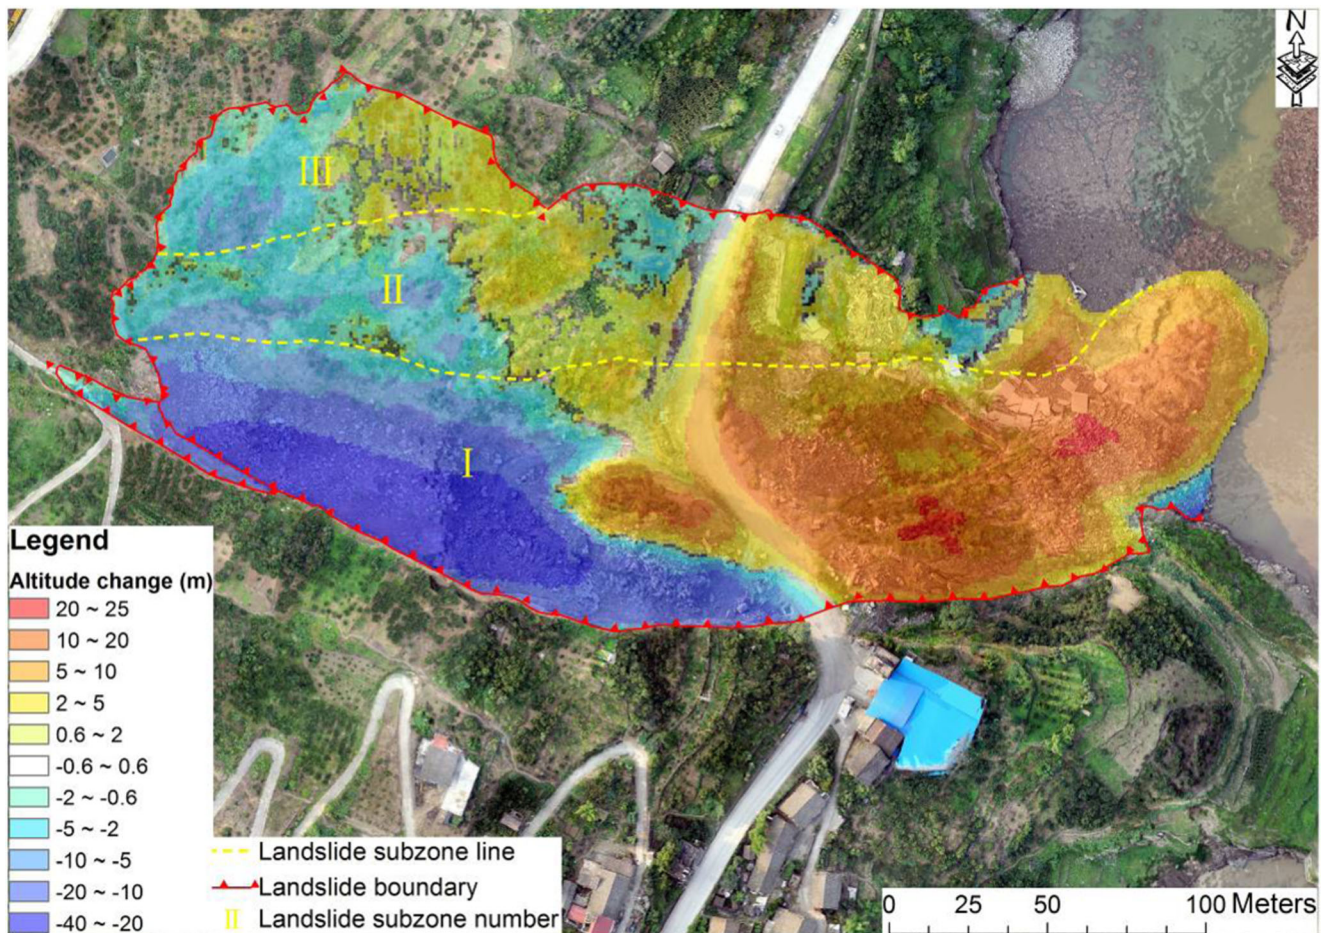 N
III
II
I
Legend
Altitude change (m)
20 ~ 25
10 ~ 20
5 ~ 10
2 ~ 5
0.6 ~ 2
-0.6 ~ 0.6
-2 ~ -0.6
-5 ~ -2
-10 ~ -5
-20 ~ -10
-40 ~ -20
Landslide subzone line
Landslide boundary
II Landslide subzone number
0 25 50 100 Meters